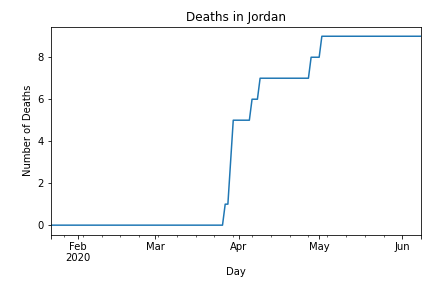 Deaths in Jordan
Number of Deaths
8
6
4
2
0
Feb
2020
Mar
Apr
May
Jun
Day